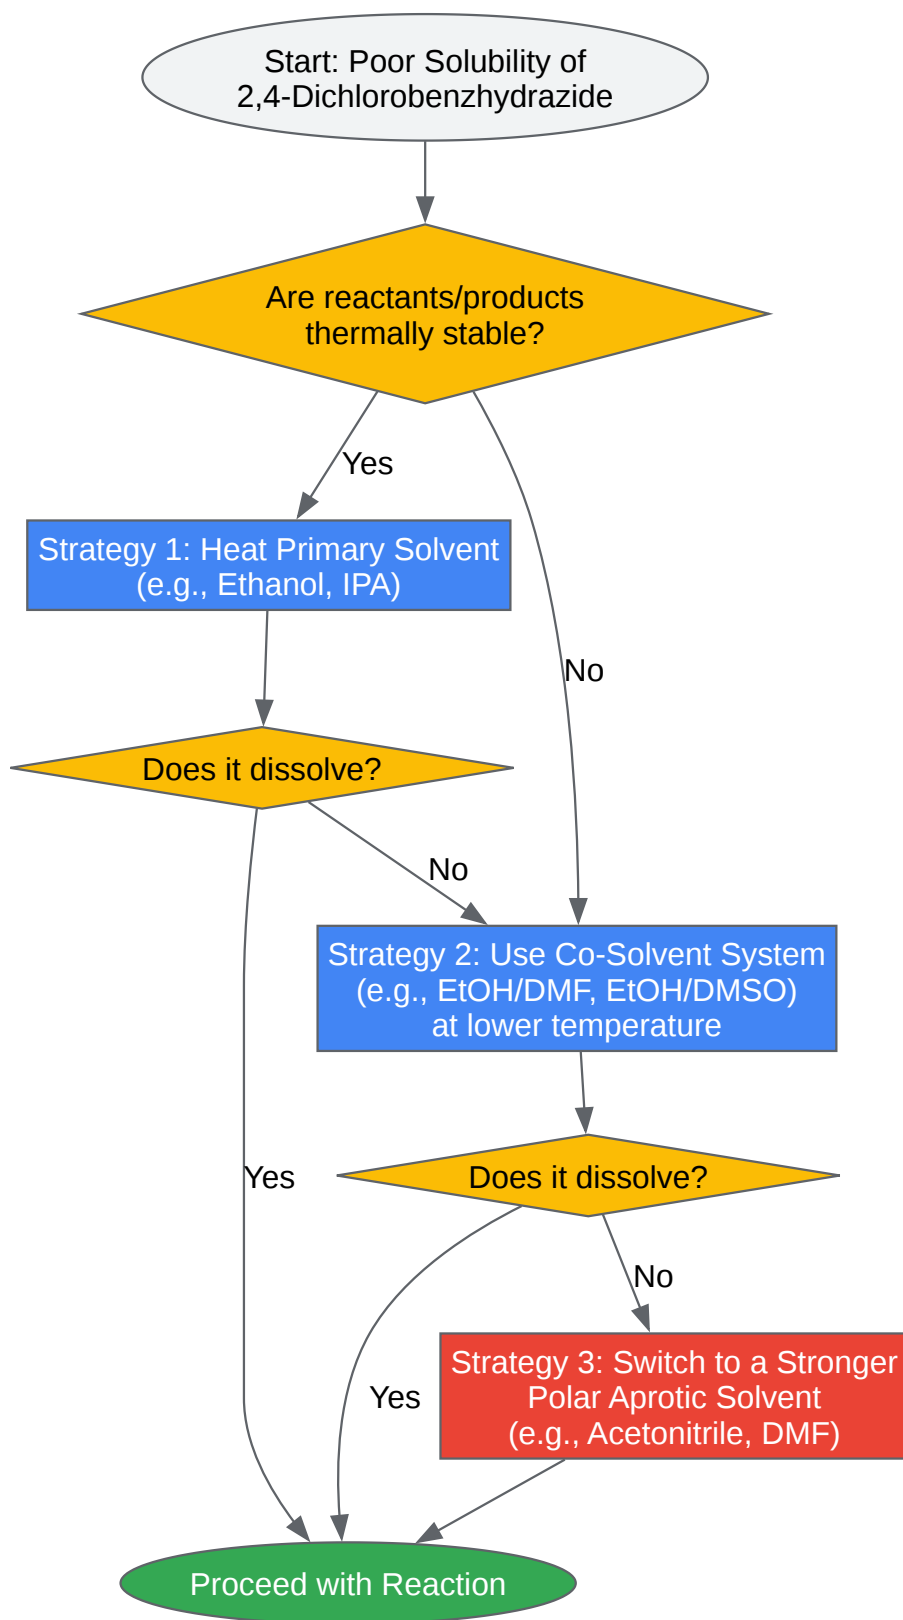 Start: Poor Solubility of
2,4-Dichlorobenzhydrazide
Are reactants/products
thermally stable?
Yes
Strategy 1: Heat Primary Solvent
(e.g., Ethanol, IPA)
No
Does it dissolve?
No
Strategy 2: Use Co-Solvent System
(e.g., EtOH/DMF, EtOH/DMSO)
at lower temperature
Yes
Does it dissolve?
No
Strategy 3: Switch to a Stronger
Polar Aprotic Solvent
(e.g., Acetonitrile, DMF)
Yes
Proceed with Reaction